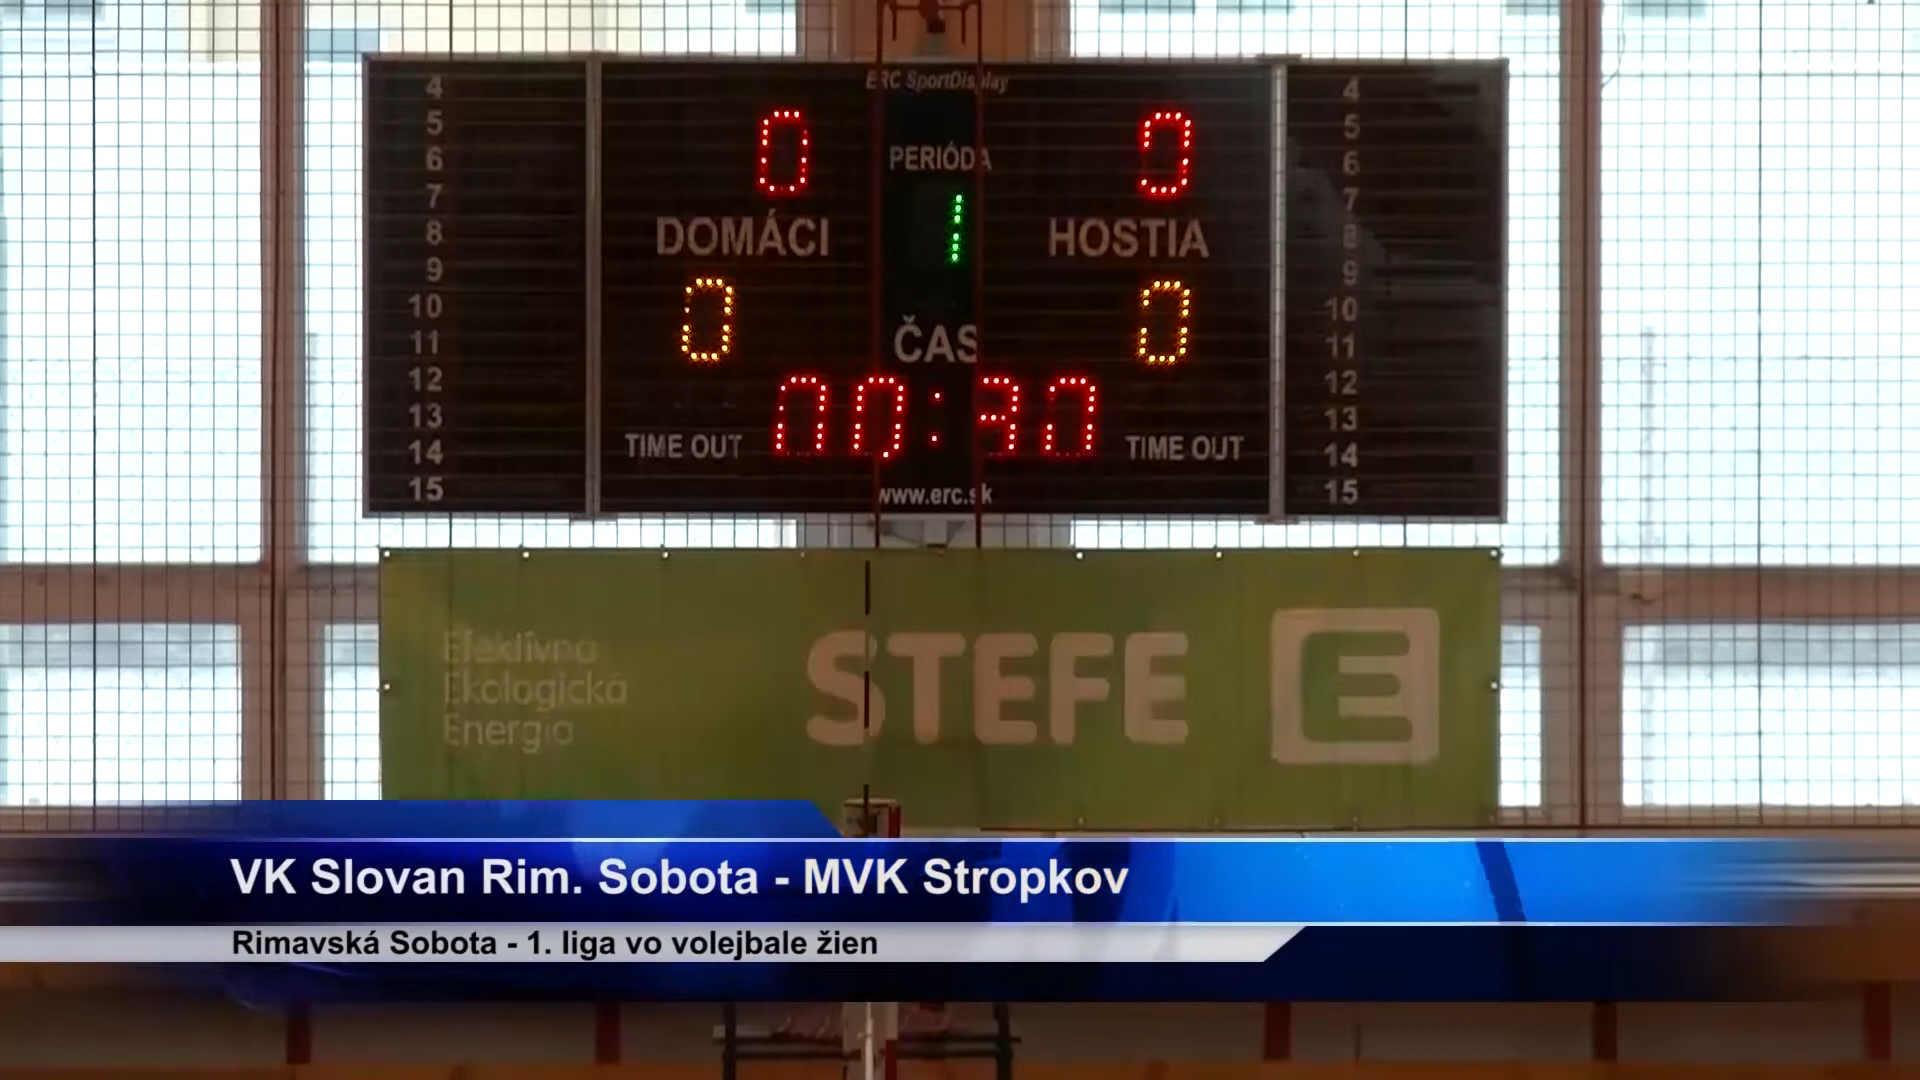 ERC SportDisplay
4
5
6
7
8
9
10
11
12
13
14
15
0
PERIÓDA
0
DOMÁCI
1
HOSTIA
0
ČAS
0
00:30
TIME OUT
TIME OUT
www.erc.sk
4
5
6
7
8
9
10
11
12
13
14
15
Efektívna
Ekologická
Energia
STEFE
E
VK Slovan Rim. Sobota - MVK Stropkov
Rimavská Sobota - 1. liga vo volejbale žien